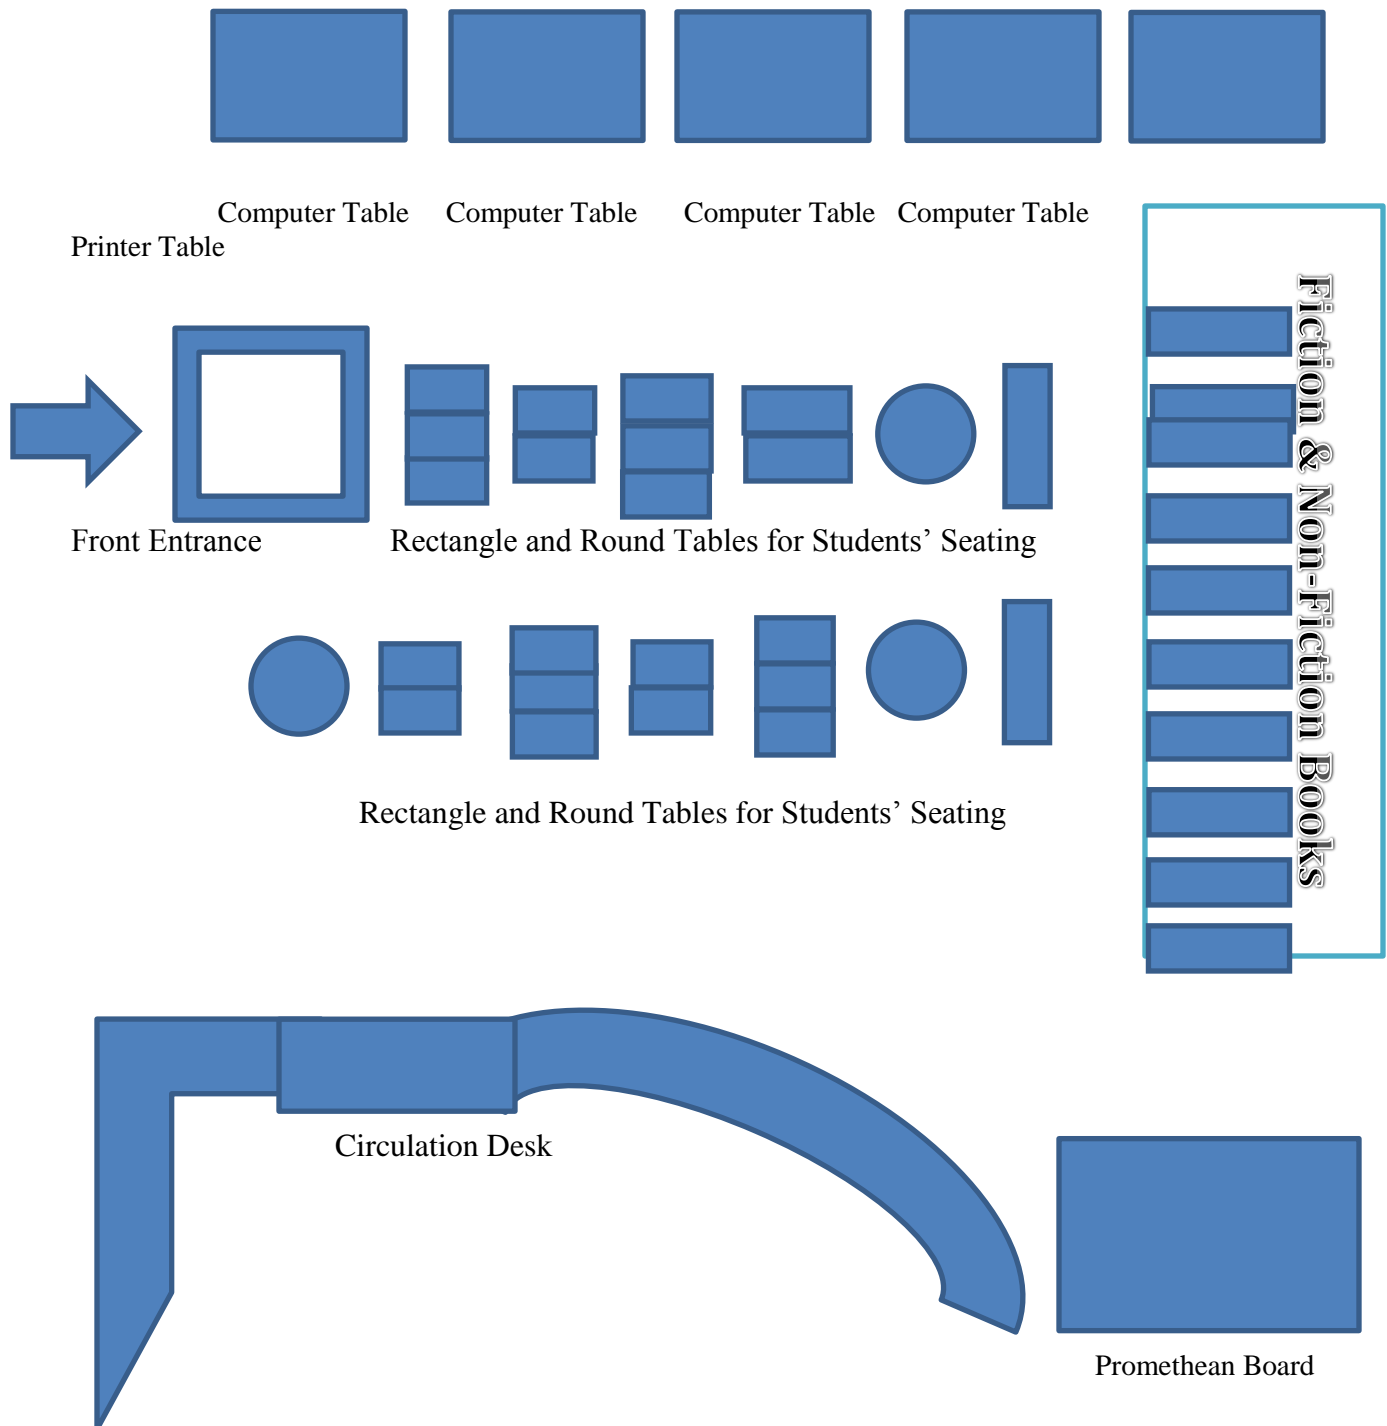 Computer Table Computer Table Computer Table Computer Table
Printer Table
Fiction & Non-Fiction Books
Front Entrance Rectangle and Round Tables for Students’ Seating
Rectangle and Round Tables for Students’ Seating
Circulation Desk
Promethean Board